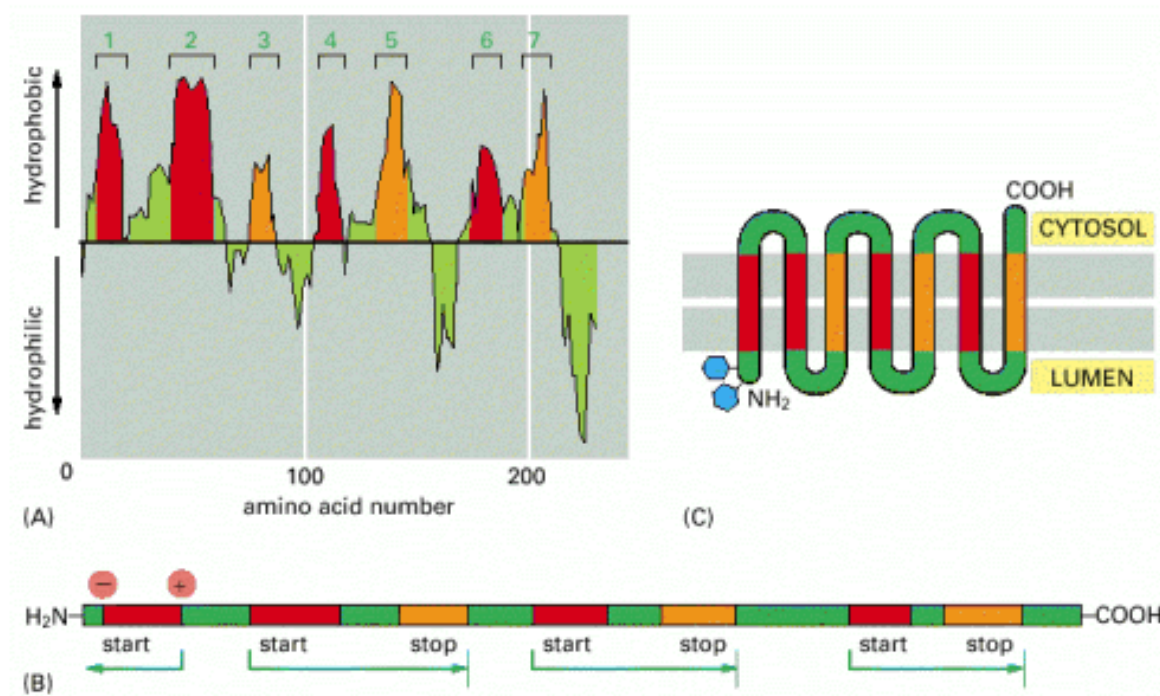 1 2 3 4 5 6 7
hydrophobic
hydrophilic
0 100 200
amino acid number
(A)
COOH
CYTOSOL
LUMEN
NH₂
(C)
− +
H₂N COOH
start start stop start stop start stop
(B)